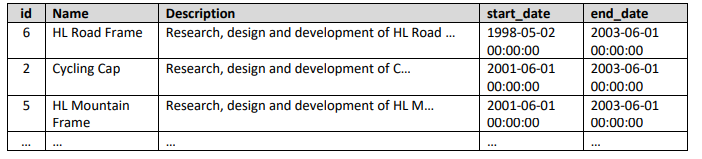 id Name Description start_date end_date
6 HL Road Frame Research, design and development of HL Road … 1998-05-02 2003-06-01
00:00:00 00:00:00
2 Cycling Cap Research, design and development of C… 2001-06-01 2003-06-01
00:00:00 00:00:00
5 HL Mountain Research, design and development of HL M… 2001-06-01 2003-06-01
Frame 00:00:00 00:00:00
… … … … …